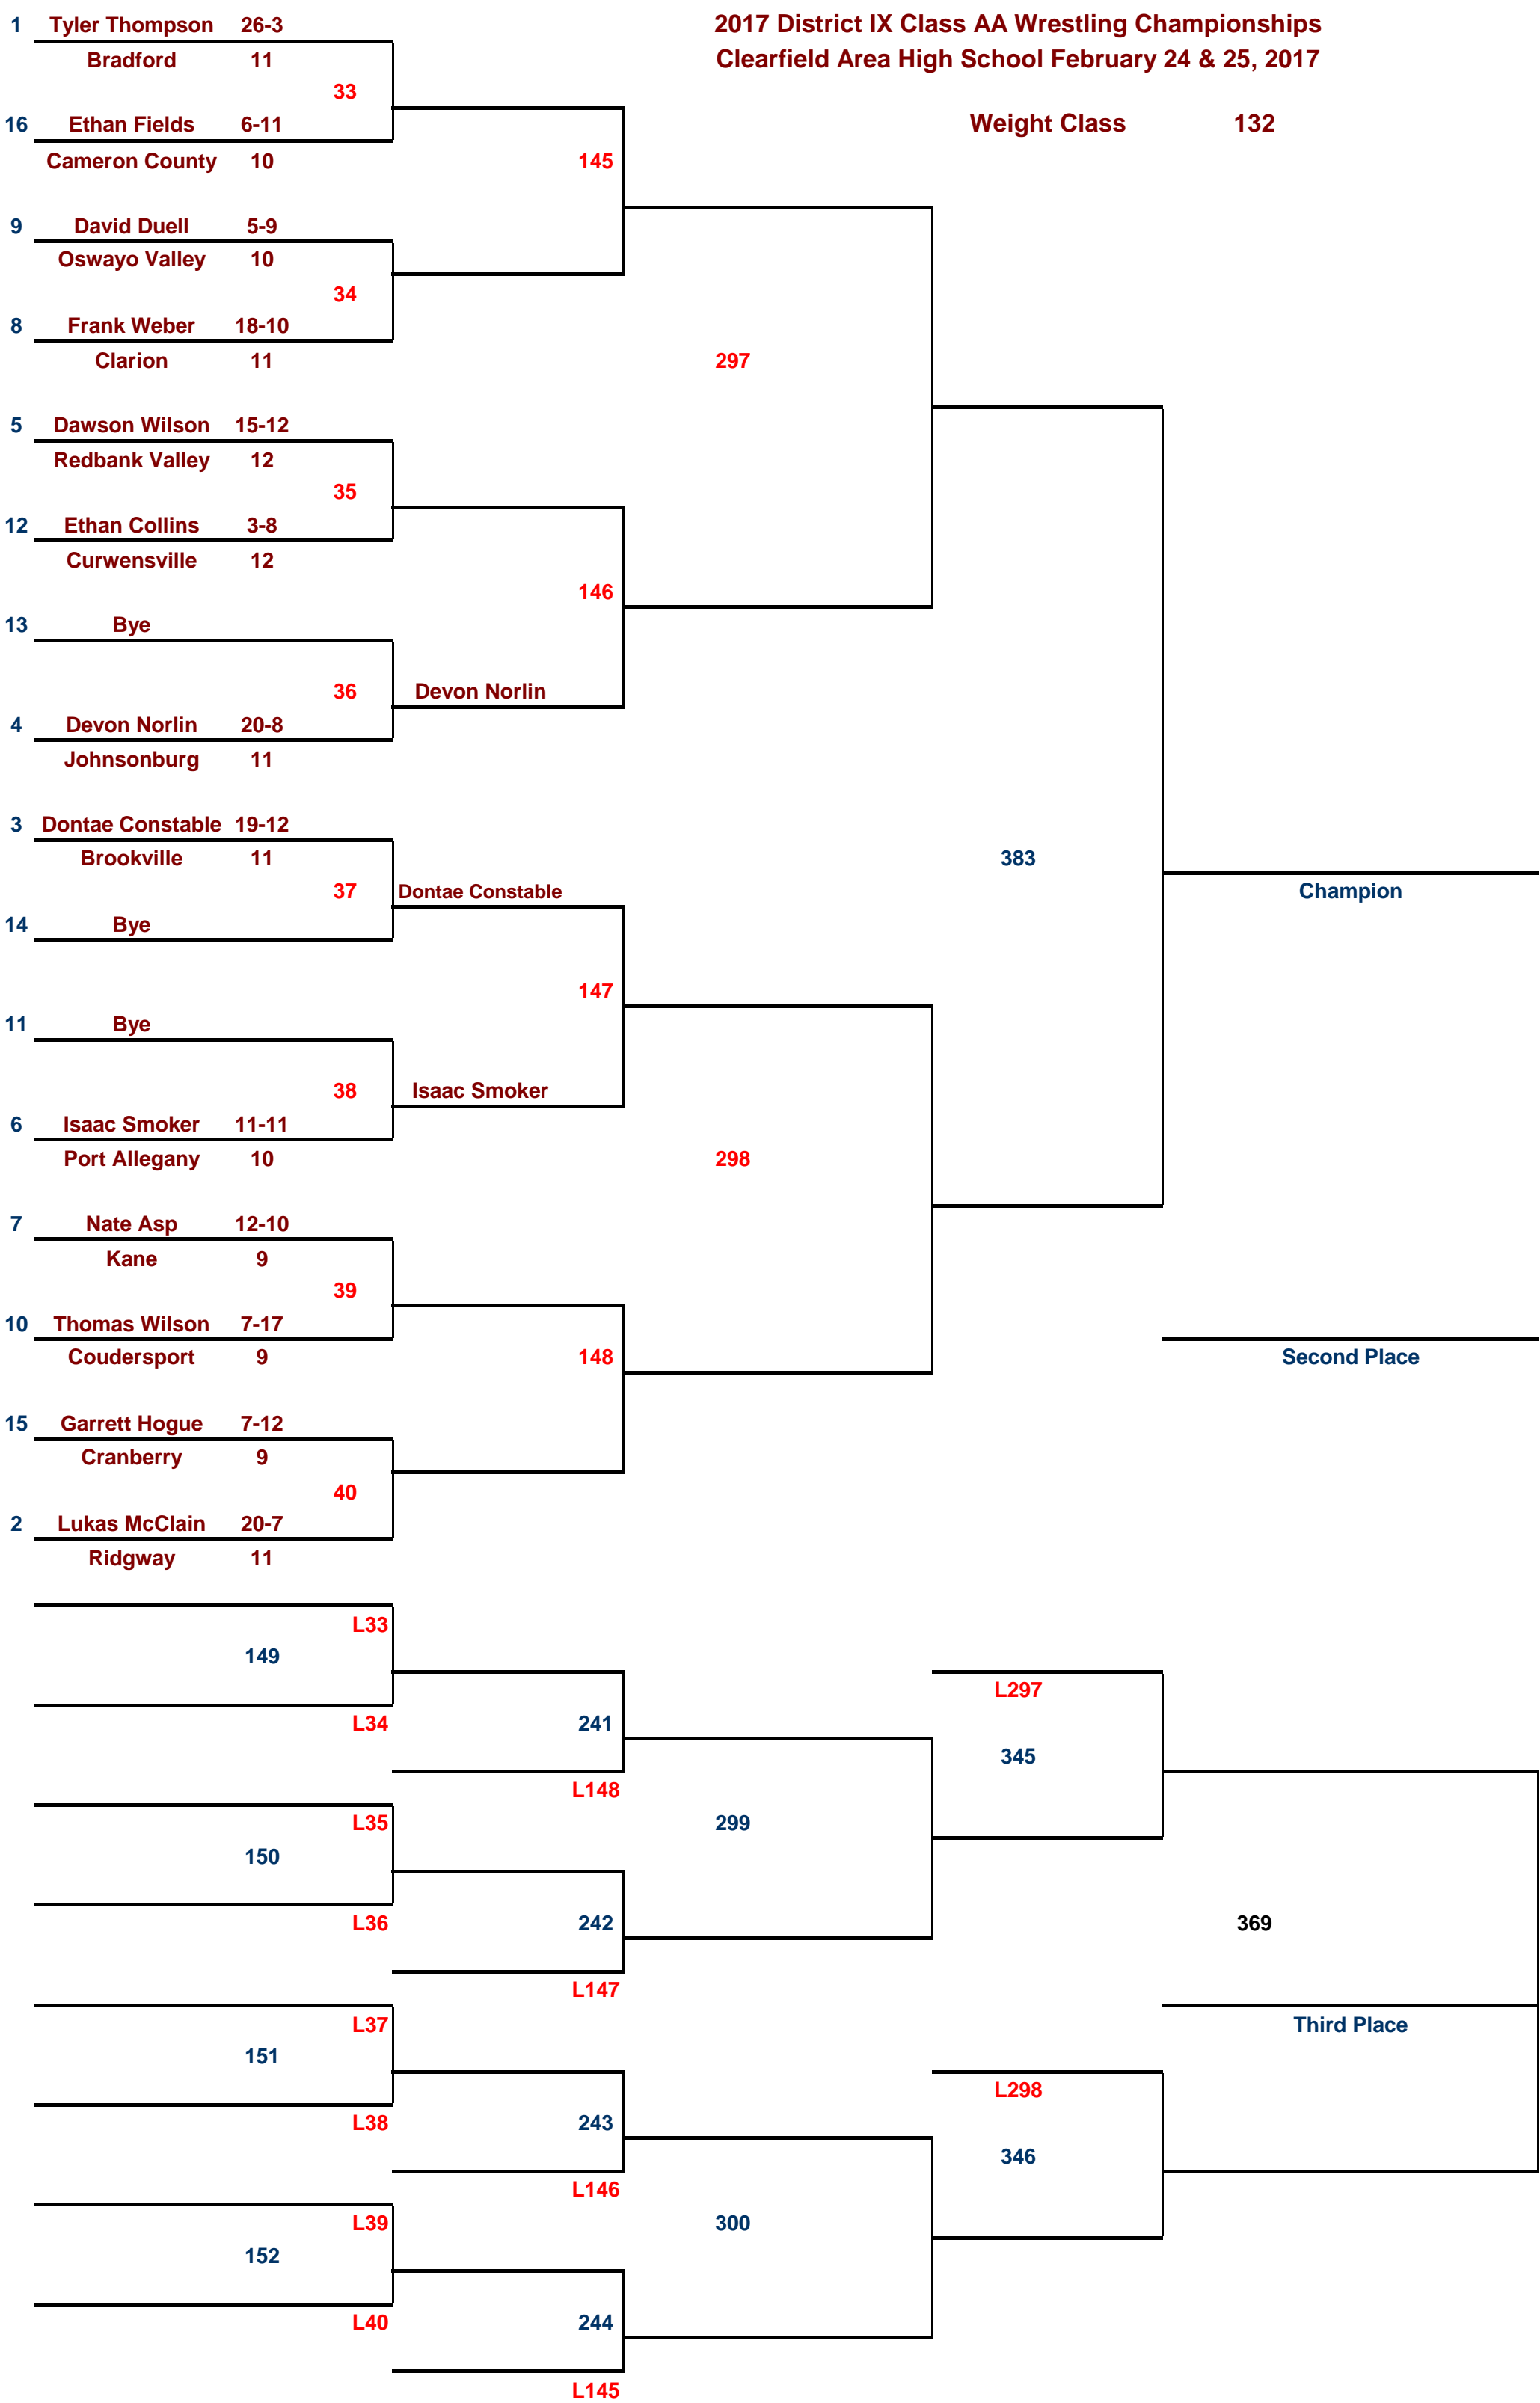 2017 District IX Class AA Wrestling Championships
Clearfield Area High School February 24 & 25, 2017
Weight Class 132
1 Tyler Thompson 26-3
Bradford 11
33
16 Ethan Fields 6-11
Cameron County 10
145
9 David Duell 5-9
Oswayo Valley 10
34
8 Frank Weber 18-10
Clarion 11
297
5 Dawson Wilson 15-12
Redbank Valley 12
35
12 Ethan Collins 3-8
Curwensville 12
146
13 Bye
36 Devon Norlin
4 Devon Norlin 20-8
Johnsonburg 11
3 Dontae Constable 19-12
Brookville 11
383
37 Dontae Constable
Champion
14 Bye
147
11 Bye
38 Isaac Smoker
6 Isaac Smoker 11-11
Port Allegany 10
298
7 Nate Asp 12-10
Kane 9
39
10 Thomas Wilson 7-17
Coudersport 9
148
Second Place
15 Garrett Hogue 7-12
Cranberry 9
40
2 Lukas McClain 20-7
Ridgway 11
L33
149
L297
L34
241
345
L148
L35
299
150
L36
242
369
L147
L37
Third Place
151
L298
L38
243
346
L146
L39
300
152
L40
244
L145